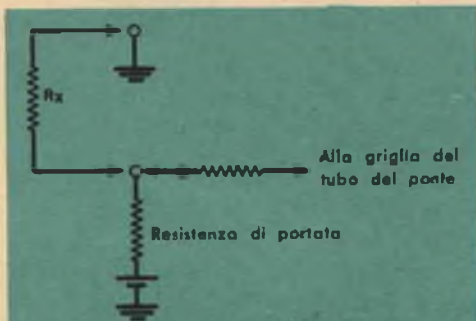 Rx
Alla griglia del
tubo del ponte
Resistenza di portata